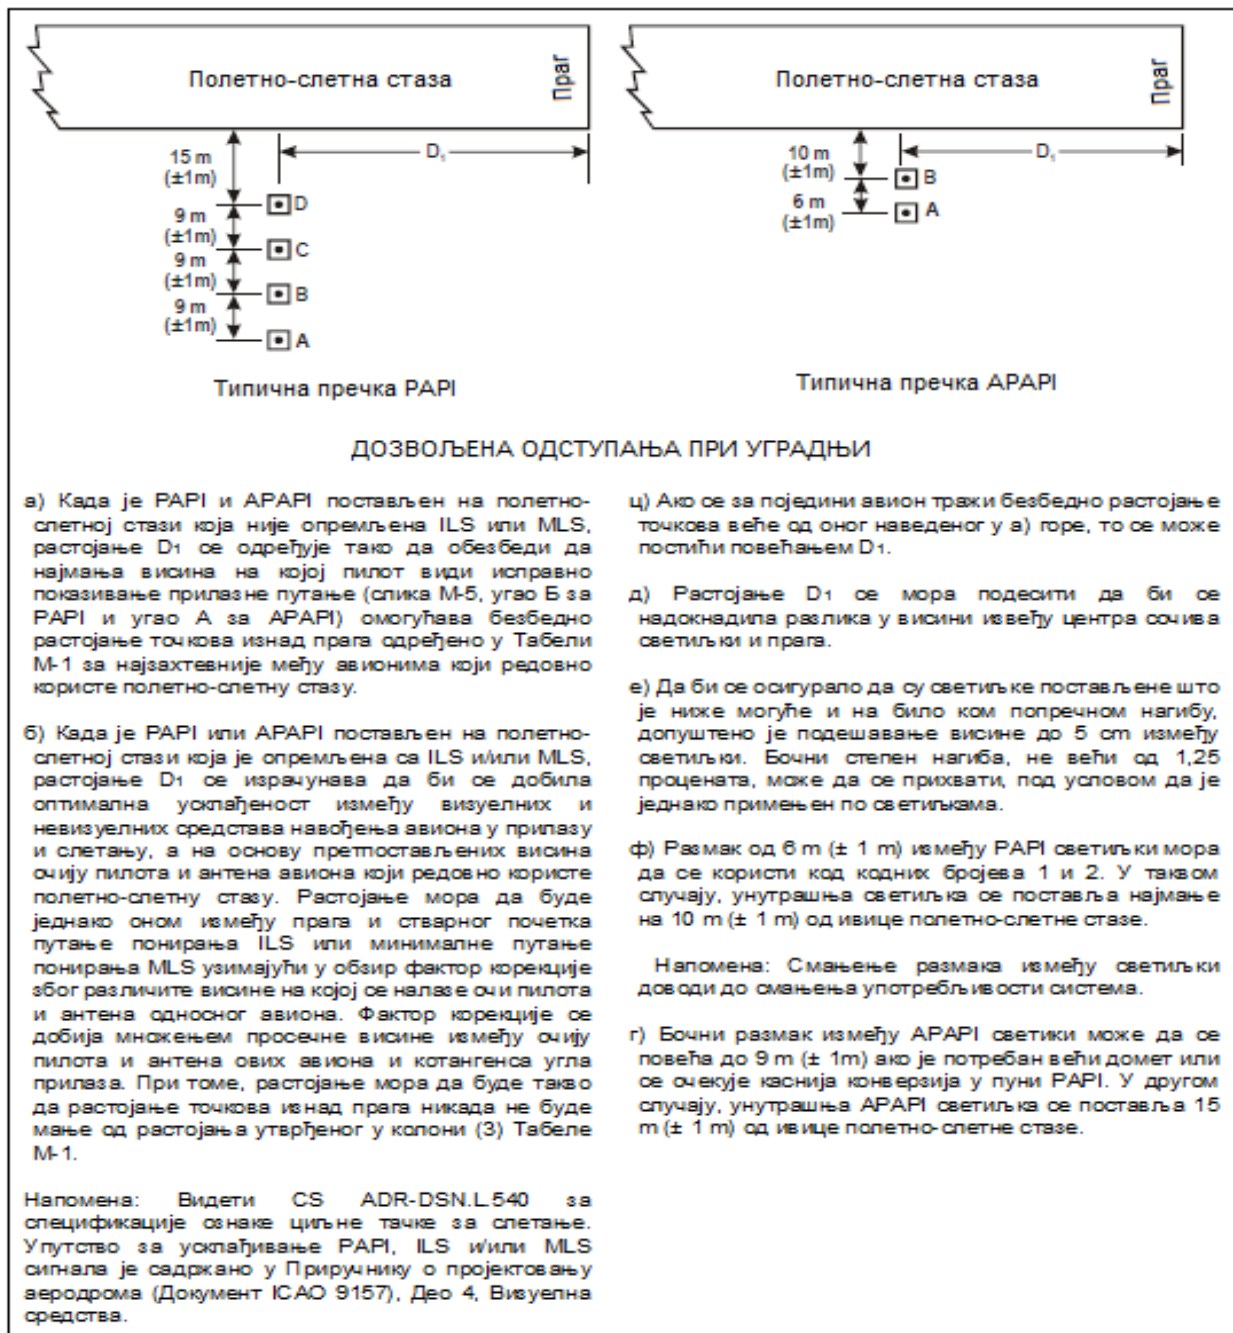 Полетно-слетна стаза
Праг
15 m
(±1m)
D₁
D
9 m
(±1m)
C
9 m
(±1m)
B
9 m
(±1m)
A
Типична пречка PAPI
Полетно-слетна стаза
Праг
10 m
(±1m)
D₁
B
6 m
(±1m)
A
Типична пречка APAPI
ДОЗВОЉЕНА ОДСТУПАЊА ПРИ УГРАДЊИ
а) Када је PAPI и APAPI постављен на полетно-
слетној стази која није опремљена ILS или MLS,
растојање D1 се одређује тако да обезбеди да
најмања висина на којој пилот види исправно
показивање прилазне путање (слика М-5, угао Б за
PAPI и угао А за APAPI) омогућава безбедно
растојање точкова изнад прага одређено у Табели
М-1 за најзахтевније међу авионима који редовно
користе полетно-слетну стазу.
б) Када је PAPI или APAPI постављен на полетно-
слетној стази која је опремљена са ILS и/или MLS,
растојање D1 се израчунава да би се добила
оптимална усклађеност између визуелних и
невизуелних средстава навођења авиона у прилазу
и слетању, а на основу претпостављених висина
очију пилота и антена авиона који редовно користе
полетно-слетну стазу. Растојање мора да буде
једнако оном између прага и стварног почетка
путање понирања ILS или минималне путање
понирања MLS узимајући у обзир фактор корекције
због различите висине на којој се налазе очи пилота
и антена односног авиона. Фактор корекције се
добија множењем просечне висине између очију
пилота и антена ових авиона и котангенса угла
прилаза. При томе, растојање мора да буде такво
да растојање точкова изнад прага никада не буде
мање од растојања утврђеног у колони (3) Табеле
М-1.
Напомена: Видети CS ADR-DSN.L.540 за
спецификације ознаке циљне тачке за слетање.
Упутство за усклађивање PAPI, ILS и/или MLS
сигнала је садржано у Приручнику о пројектовању
аеродрома (Документ ICAO 9157), Део 4, Визуелна
средства.
ц) Ако се за поједини авион тражи безбедно растојање
точкова веће од оног наведеног у а) горе, то се може
постићи повећањем D1.
д) Растојање D1 се мора подесити да би се
надокнадила разлика у висини извеђу центра сочива
светиљки и прага.
е) Да би се осигурало да су светиљке постављене што
је ниже могуће и на било ком попречном нагибу,
допуштено је подешавање висине до 5 cm између
светиљки. Бочни степен нагиба, не већи од 1,25
процената, може да се прихвати, под условом да је
једнако примењен по светиљкама.
ф) Размак од 6 m (± 1 m) између PAPI светиљки мора
да се користи код кодних бројева 1 и 2. У таквом
случају, унутрашња светиљка се поставља најмање
на 10 m (± 1 m) од ивице полетно-слетне стазе.
Напомена: Смањење размака између светиљки
доводи до смањења употребљивости система.
г) Бочни размак између APAPI светики може да се
повећа до 9 m (± 1m) ако је потребан већи домет или
се очекује каснија конверзија у пуни PAPI. У другом
случају, унутрашња APAPI светиљка се поставља 15
m (± 1 m) од ивице полетно-слетне стазе.